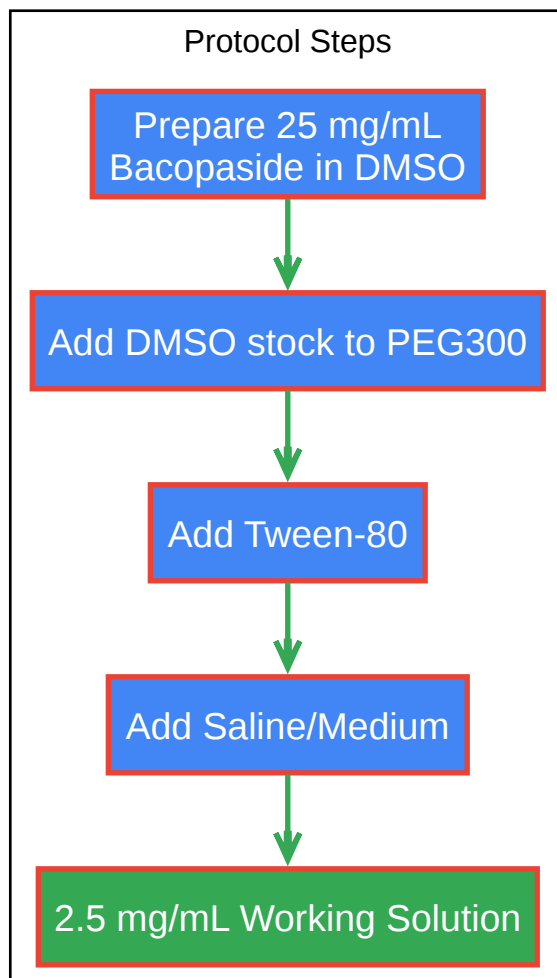 Protocol Steps
Prepare 25 mg/mL
Bacopaside in DMSO
Add DMSO stock to PEG300
Add Tween-80
Add Saline/Medium
2.5 mg/mL Working Solution